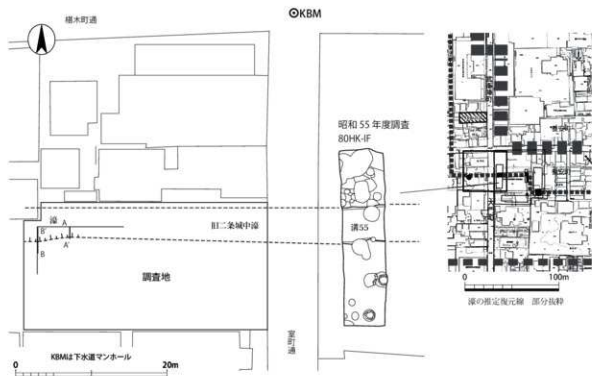 椹木町通
KBM
昭和55年度調査
80HK-IF
濠
A
B'
旧二条城中濠
溝55
A'
B
調査地
室町通
0
100m
濠の推定復元線 部分抜粋
KBMは下水道マンホール
0
20m